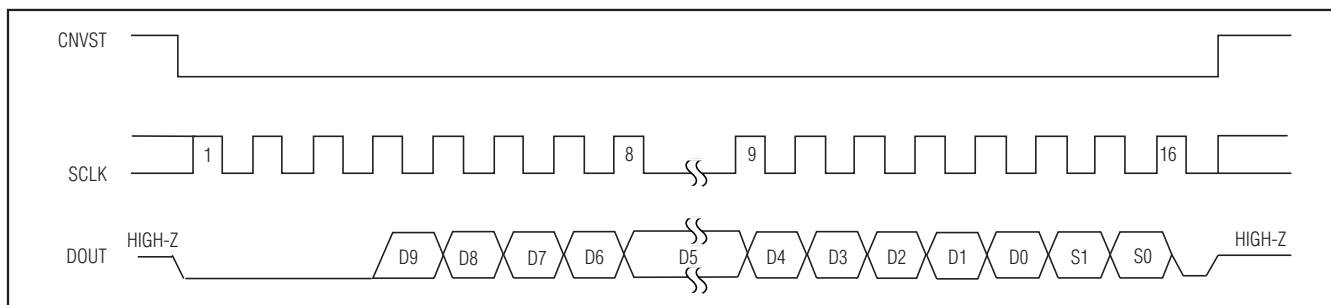 CNVST
1 8 9 16
SCLK
HIGH-Z HIGH-Z
DOUT D9 D8 D7 D6 D5 D4 D3 D2 D1 D0 S1 S0